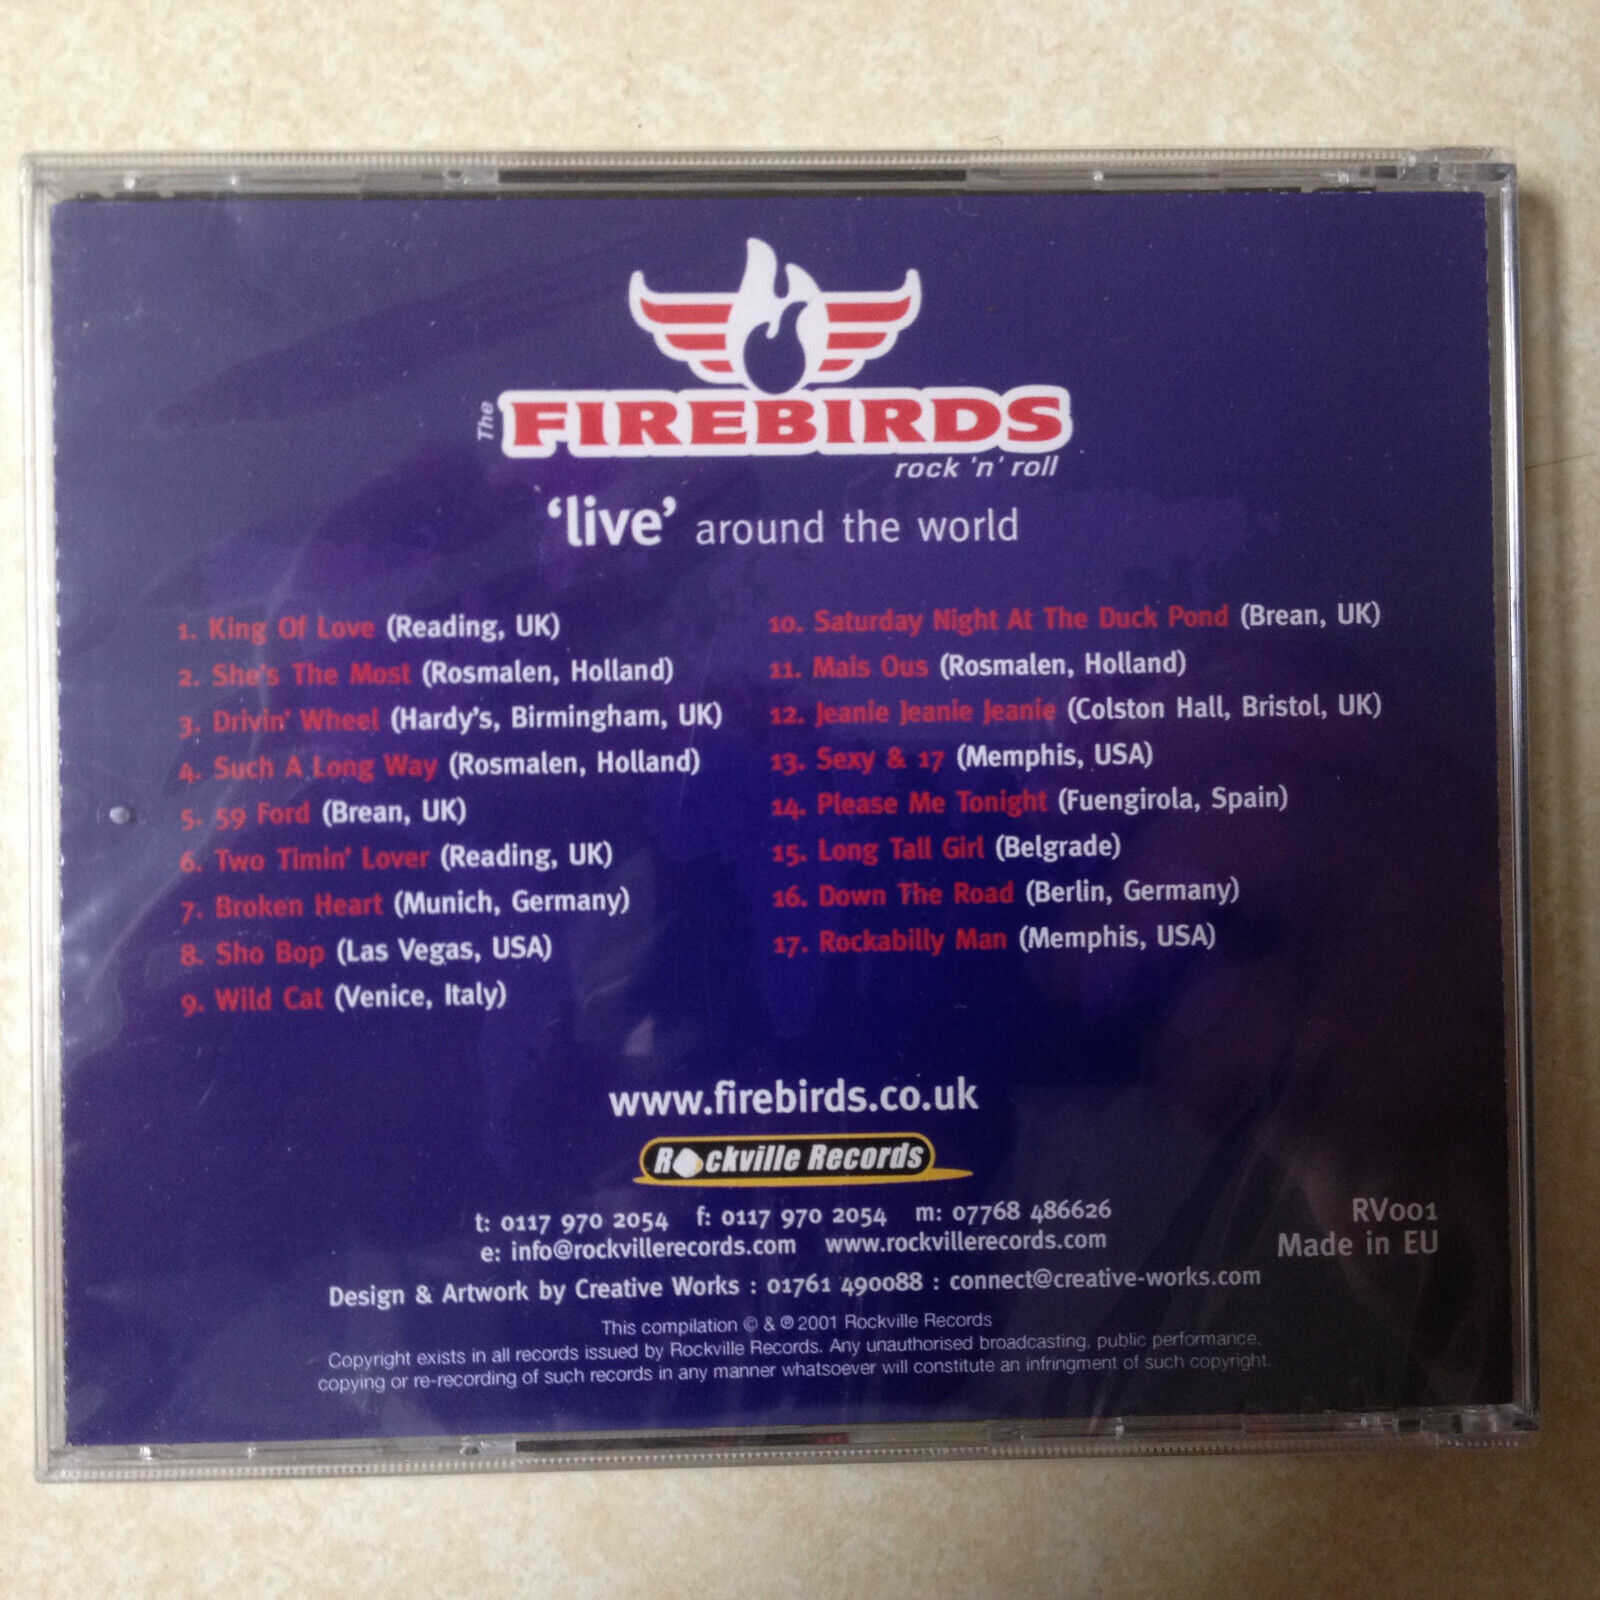 The FIREBIRDS
rock 'n' roll
'live' around the world
1. King Of Love (Reading, UK)
2. She's The Most (Rosmalen, Holland)
3. Drivin' Wheel (Hardy's, Birmingham, UK)
4. Such A Long Way (Rosmalen, Holland)
5. 59 Ford (Brean, UK)
6. Two Timin' Lover (Reading, UK)
7. Broken Heart (Munich, Germany)
8. Sho Bop (Las Vegas, USA)
9. Wild Cat (Venice, Italy)
10. Saturday Night At The Duck Pond (Brean, UK)
11. Mais Ous (Rosmalen, Holland)
12. Jeanie Jeanie Jeanie (Colston Hall, Bristol, UK)
13. Sexy & 17 (Memphis, USA)
14. Please Me Tonight (Fuengirola, Spain)
15. Long Tall Girl (Belgrade)
16. Down The Road (Berlin, Germany)
17. Rockabilly Man (Memphis, USA)
www.firebirds.co.uk
Rockville Records
t: 0117 970 2054 f: 0117 970 2054 m: 07768 486626
e: info@rockvillerecords.com www.rockvillerecords.com
RV001
Made in EU
Design & Artwork by Creative Works : 01761 490088 : connect@creative-works.com
This compilation © & ℗ 2001 Rockville Records
Copyright exists in all records issued by Rockville Records. Any unauthorised broadcasting, public performance,
copying or re-recording of such records in any manner whatsoever will constitute an infringment of such copyright.